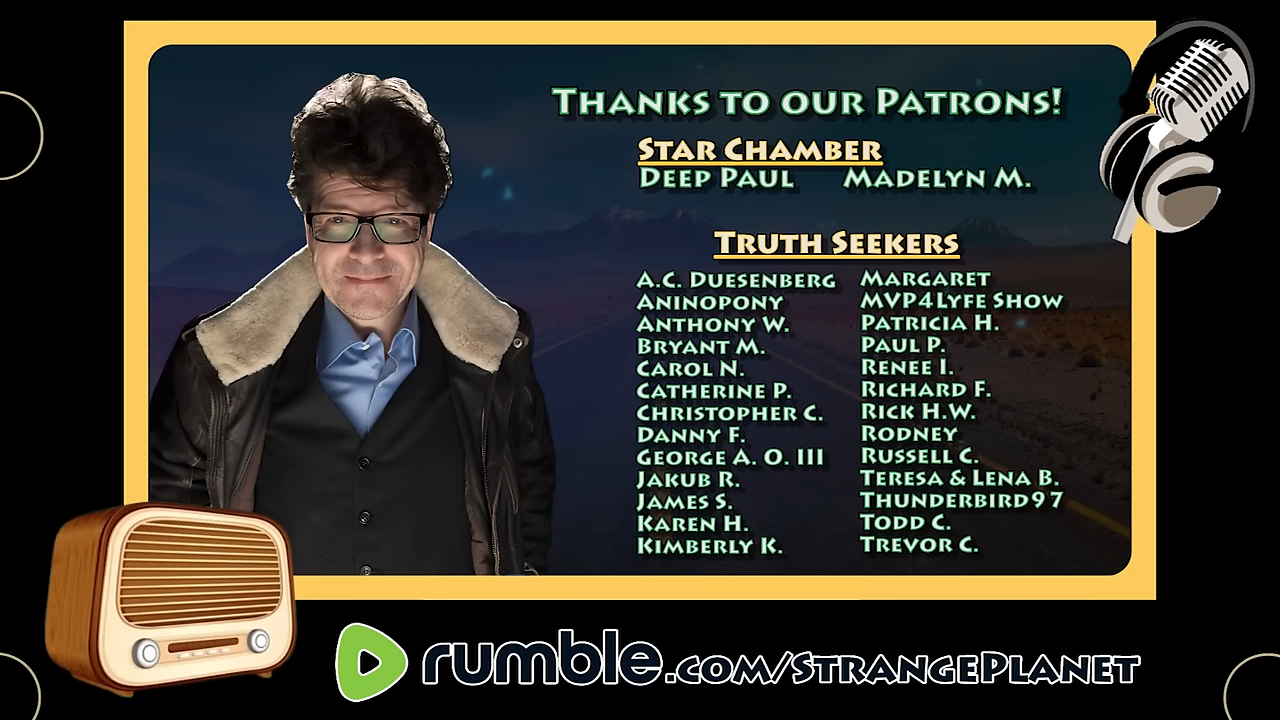 THANKS TO OUR PATRONS!
STAR CHAMBER
DEEP PAUL MADELYN M.
TRUTH SEEKERS
A.C. DUESENBERG
ANINOPONY
ANTHONY W.
BRYANT M.
CAROL N.
CATHERINE P.
CHRISTOPHER C.
DANNY F.
GEORGE A. O. III
JAKUB R.
JAMES S.
KAREN H.
KIMBERLY K.
MARGARET
MVP4LYFE SHOW
PATRICIA H.
PAUL P.
RENEE I.
RICHARD F.
RICK H.W.
RODNEY
RUSSELL C.
TERESA & LENA B.
THUNDERBIRD97
TODD C.
TREVOR C.
rumble.COM/STRANGEPLANET